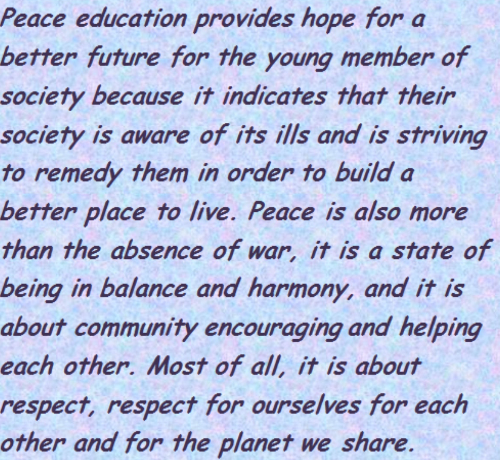 Peace education provides hope for a
better future for the young member of
society because it indicates that their
society is aware of its ills and is striving
to remedy them in order to build a
better place to live. Peace is also more
than the absence of war, it is a state of
being in balance and harmony, and it is
about community encouraging and helping
each other. Most of all, it is about
respect, respect for ourselves for each
other and for the planet we share.